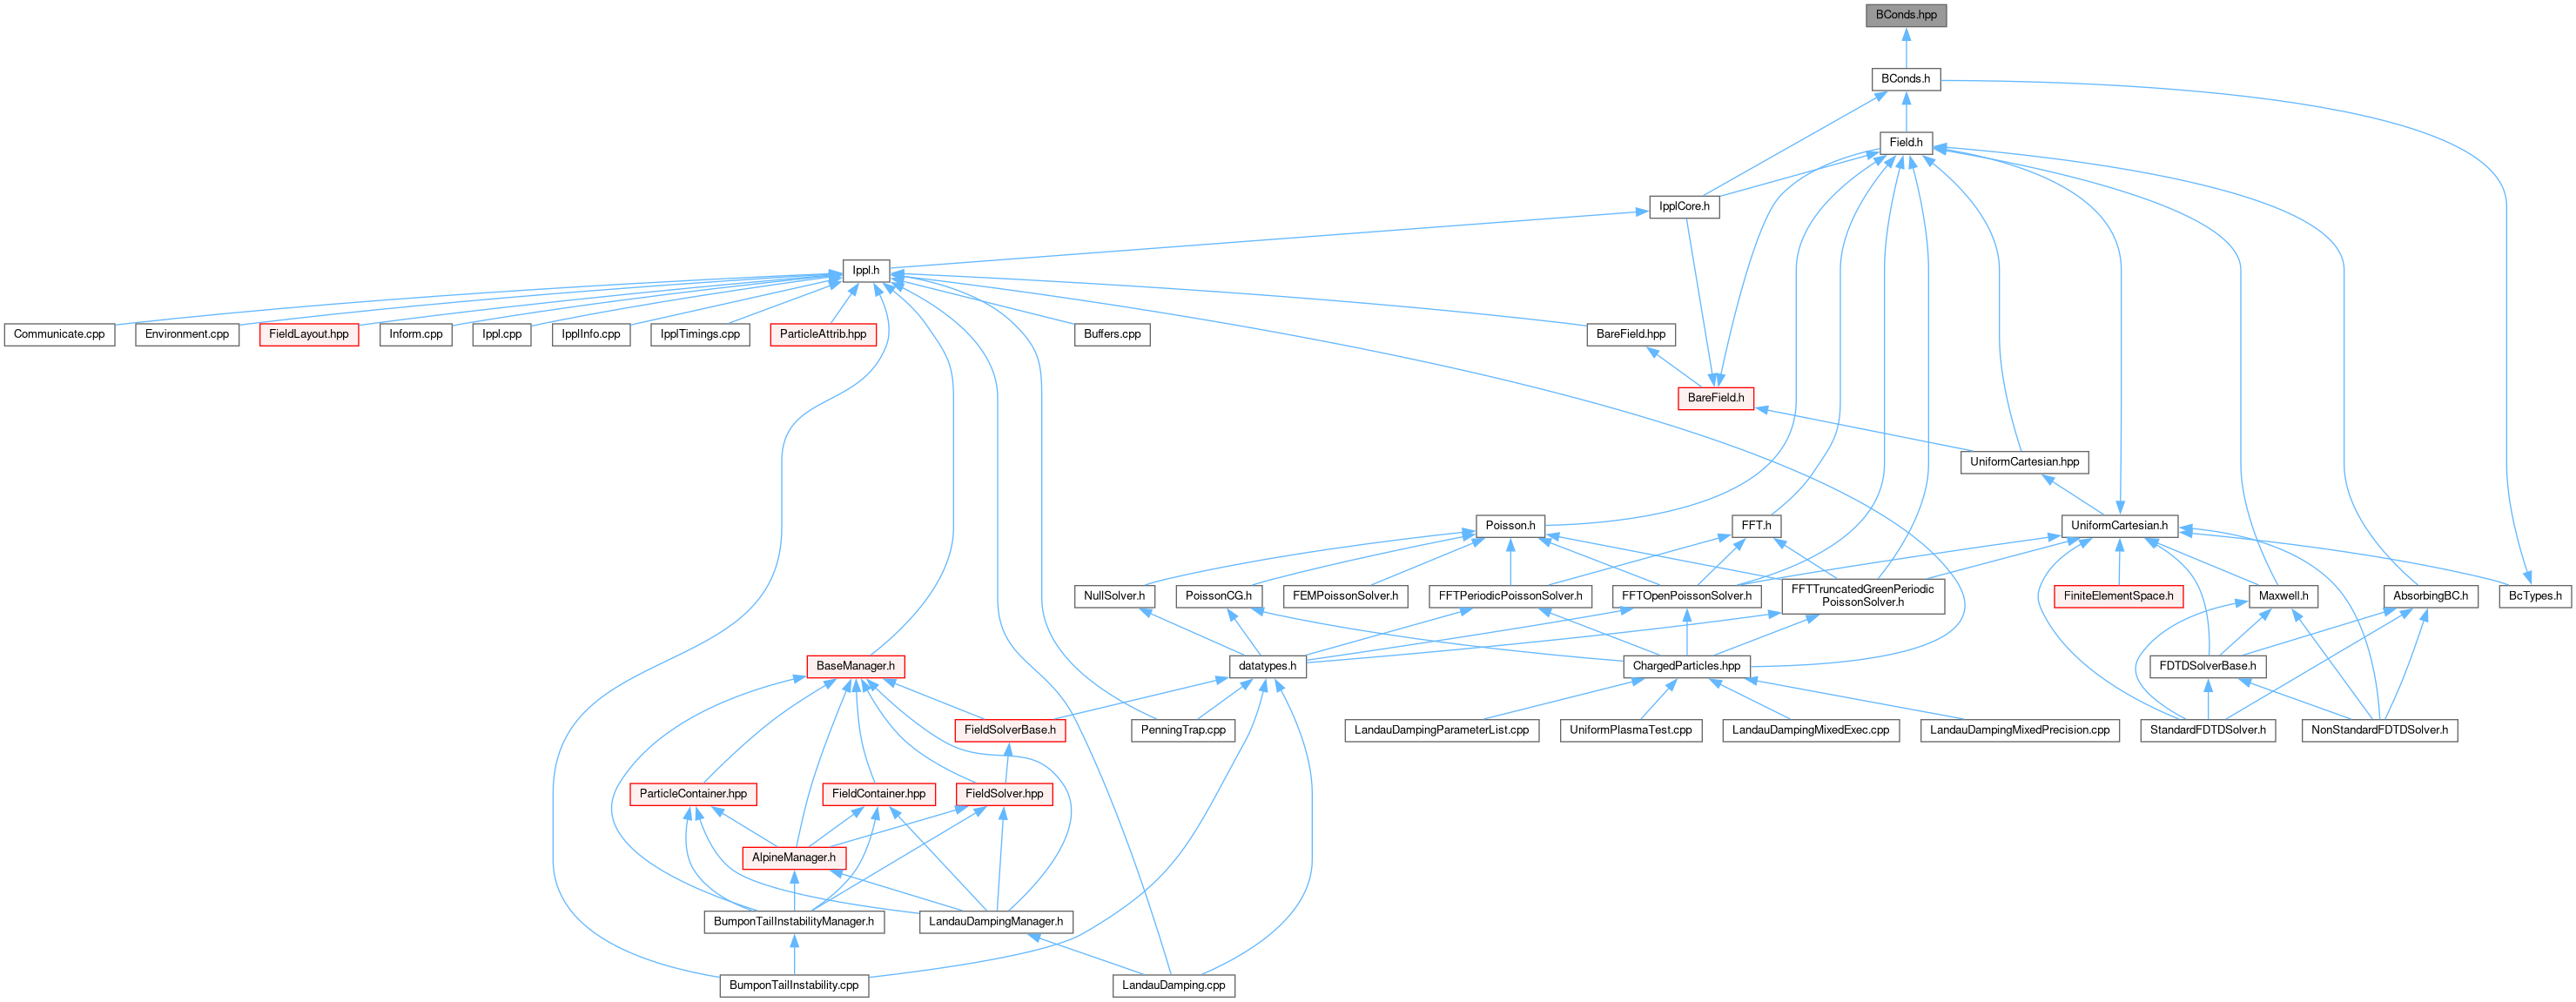 BConds.hpp
BConds.h
Field.h
IpplCore.h
Ippl.h
Communicate.cpp
Environment.cpp
FieldLayout.hpp
Inform.cpp
Ippl.cpp
IpplInfo.cpp
IpplTimings.cpp
ParticleAttrib.hpp
Buffers.cpp
BareField.hpp
BareField.h
UniformCartesian.hpp
Poisson.h
FFT.h
UniformCartesian.h
NullSolver.h
PoissonCG.h
FEMPoissonSolver.h
FFTPeriodicPoissonSolver.h
FFTOpenPoissonSolver.h
FFTTruncatedGreenPeriodic
PoissonSolver.h
FiniteElementSpace.h
Maxwell.h
AbsorbingBC.h
BcTypes.h
BaseManager.h
datatypes.h
ChargedParticles.hpp
FDTDSolverBase.h
FieldSolverBase.h
PenningTrap.cpp
LandauDampingParameterList.cpp
UniformPlasmaTest.cpp
LandauDampingMixedExec.cpp
LandauDampingMixedPrecision.cpp
StandardFDTDSolver.h
NonStandardFDTDSolver.h
ParticleContainer.hpp
FieldContainer.hpp
FieldSolver.hpp
AlpineManager.h
BumponTailInstabilityManager.h
LandauDampingManager.h
BumponTailInstability.cpp
LandauDamping.cpp